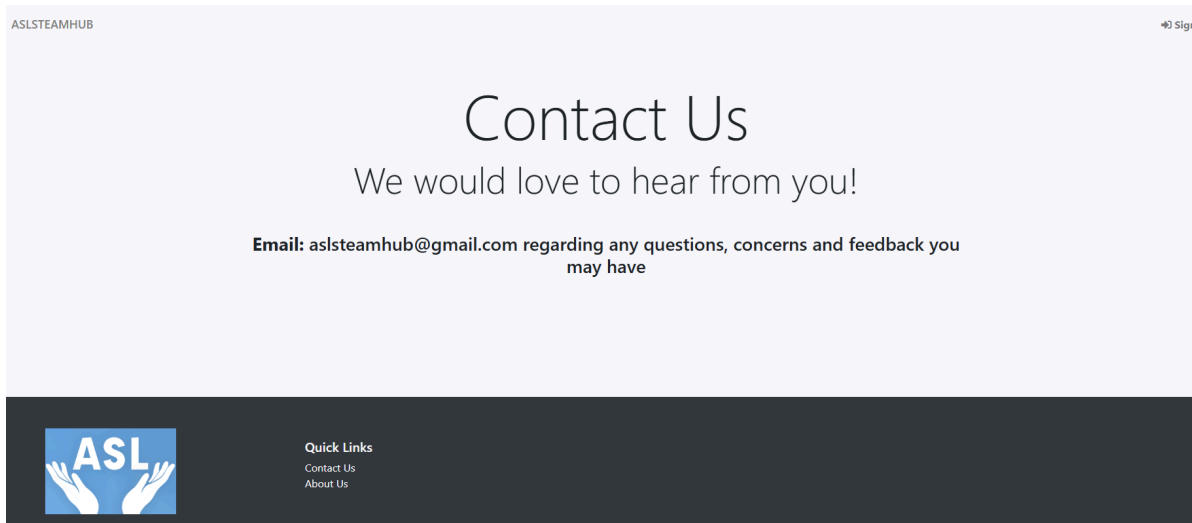 ASLSTEAMHUB
Sign
Contact Us
We would love to hear from you!
Email: aslsteamhub@gmail.com regarding any questions, concerns and feedback you
may have
ASL
Quick Links
Contact Us
About Us